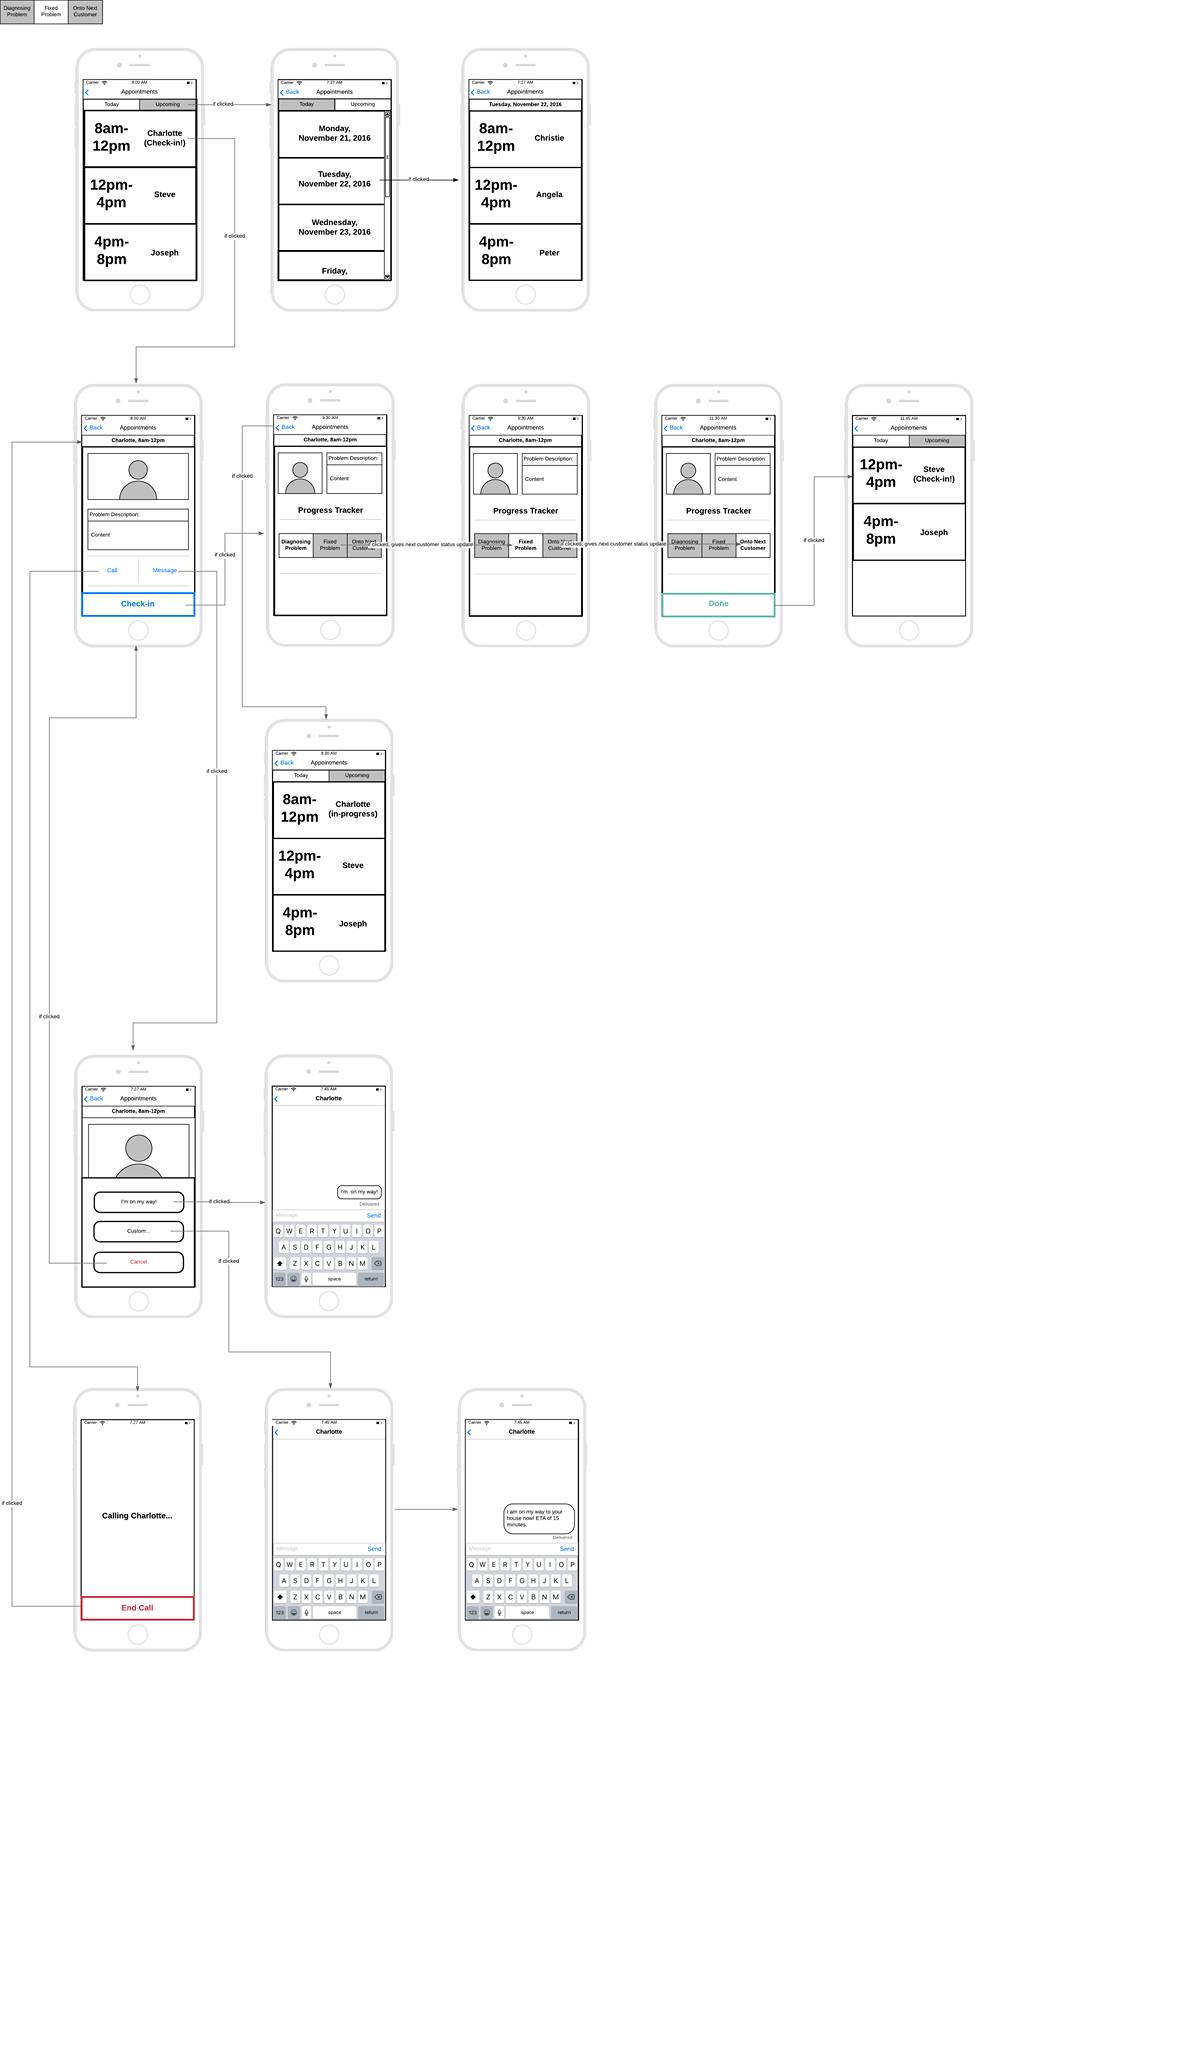 Diagnosing
Problem
Fixed
Problem
Onto Next
Customer
Carrier 8:00 AM
Appointments
Today Upcoming
8am-
12pm
Charlotte
(Check-in!)
12pm-
4pm
Steve
4pm-
8pm
Joseph
if clicked
if clicked
Carrier 7:27 AM
Back Appointments
Today Upcoming
Monday,
November 21, 2016
Tuesday,
November 22, 2016
Wednesday,
November 23, 2016
Friday,
if clicked
Carrier 7:27 AM
Back Appointments
Tuesday, November 22, 2016
8am-
12pm
Christie
12pm-
4pm
Angela
4pm-
8pm
Peter
Carrier 8:00 AM
Back Appointments
Charlotte, 8am-12pm
Problem Description:
Content
Call Message
Check-in
if clicked
if clicked
Carrier 8:30 AM
Back Appointments
Charlotte, 8am-12pm
Problem Description:
Content
Progress Tracker
Diagnosing
Problem
Fixed
Problem
Onto Next
Customer
if clicked, gives next customer status update
Carrier 9:30 AM
Back Appointments
Charlotte, 8am-12pm
Problem Description:
Content
Progress Tracker
Diagnosing
Problem
Fixed
Problem
Onto Next
Customer
if clicked, gives next customer status update
Carrier 11:30 AM
Back Appointments
Charlotte, 8am-12pm
Problem Description:
Content
Progress Tracker
Diagnosing
Problem
Fixed
Problem
Onto Next
Customer
Done
if clicked
Carrier 11:45 AM
Appointments
Today Upcoming
12pm-
4pm
Steve
(Check-in!)
4pm-
8pm
Joseph
if clicked
Carrier 8:30 AM
Back Appointments
Today Upcoming
8am-
12pm
Charlotte
(in-progress)
12pm-
4pm
Steve
4pm-
8pm
Joseph
if clicked
Carrier 7:27 AM
Back Appointments
Charlotte, 8am-12pm
I'm on my way!
Custom...
Cancel
if clicked
if clicked
Carrier 7:45 AM
Charlotte
I'm on my way!
Delivered
Message Send
Q W E R T Y U I O P
A S D F G H J K L
Z X C V B N M
123 space return
if clicked
Carrier 7:27 AM
Calling Charlotte...
End Call
Carrier 7:45 AM
Charlotte
Message Send
Q W E R T Y U I O P
A S D F G H J K L
Z X C V B N M
123 space return
Carrier 7:45 AM
Charlotte
I am on my way to your
house now! ETA of 15
minutes.
Delivered
Message Send
Q W E R T Y U I O P
A S D F G H J K L
Z X C V B N M
123 space return